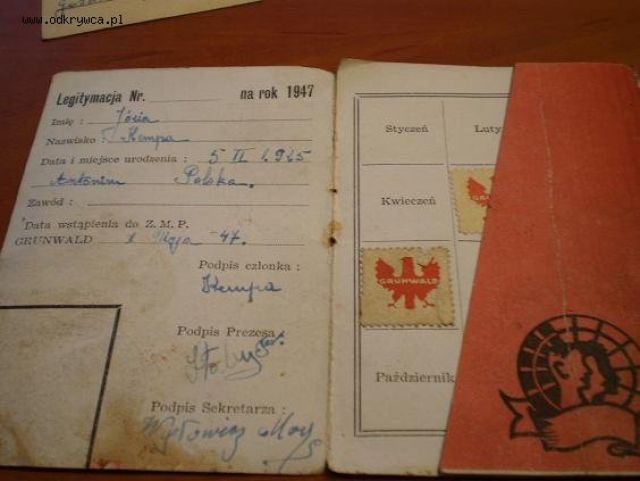 www.odkrywca.pl
Legitymacja Nr. na rok 1947
Imię : Józia
Nazwisko Kempa
Data i miejsce urodzenia : 5 II 1925
Antonin Polska.
Zawód :
Data wstąpienia do Z. M. P.
GRUNWALD 1 Maja 47.
Podpis członka :
Kempa
Podpis Prezesa
Podpis Sekretarza :
Styczeń
Luty
Kwiecień
GRUNWALD
Październik